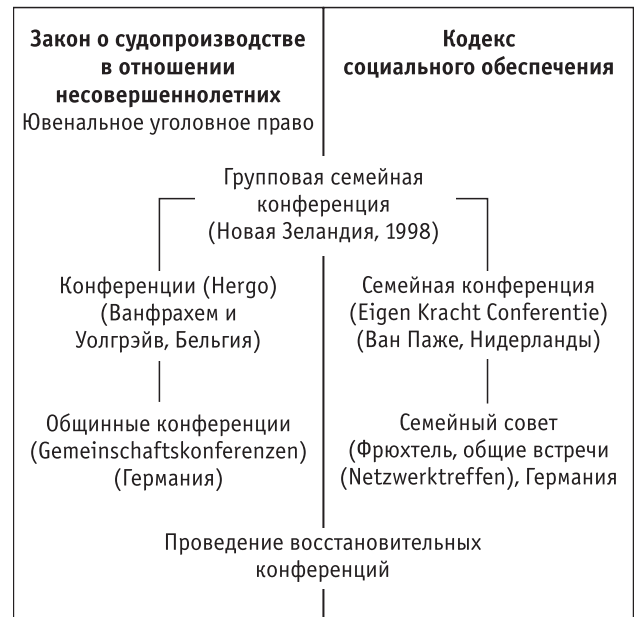 Закон о судопроизводстве
в отношении
несовершеннолетних
Ювенальное уголовное право
Кодекс
социального обеспечения
Групповая семейная
конференция
(Новая Зеландия, 1998)
Конференции (Hergo)
(Ванфрахем и
Уолгрэйв, Бельгия)
Семейная конференция
(Eigen Kracht Conferentie)
(Ван Паже, Нидерланды)
Общинные конференции
(Gemeinschaftskonferenzen)
(Германия)
Семейный совет
(Фрюхтель, общие встречи
(Netzwerktreffen), Германия
Проведение восстановительных
конференций